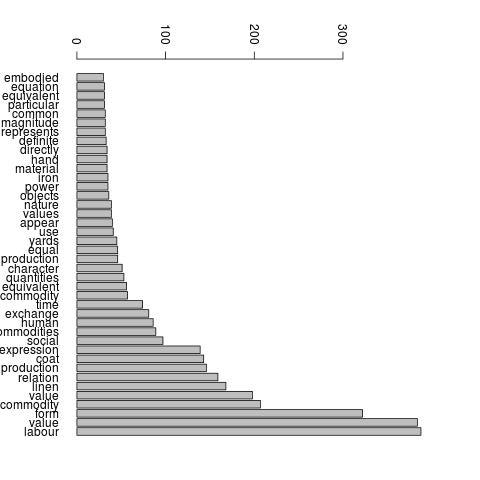 0 100 200 300
embodied
equation
equivalent
particular
common
magnitude
represents
definite
directly
hand
material
iron
power
objects
nature
values
appear
use
yards
equal
production
character
quantities
equivalent
commodity
time
exchange
human
ommodities
social
expression
coat
production
relation
linen
value
commodity
form
value
labour